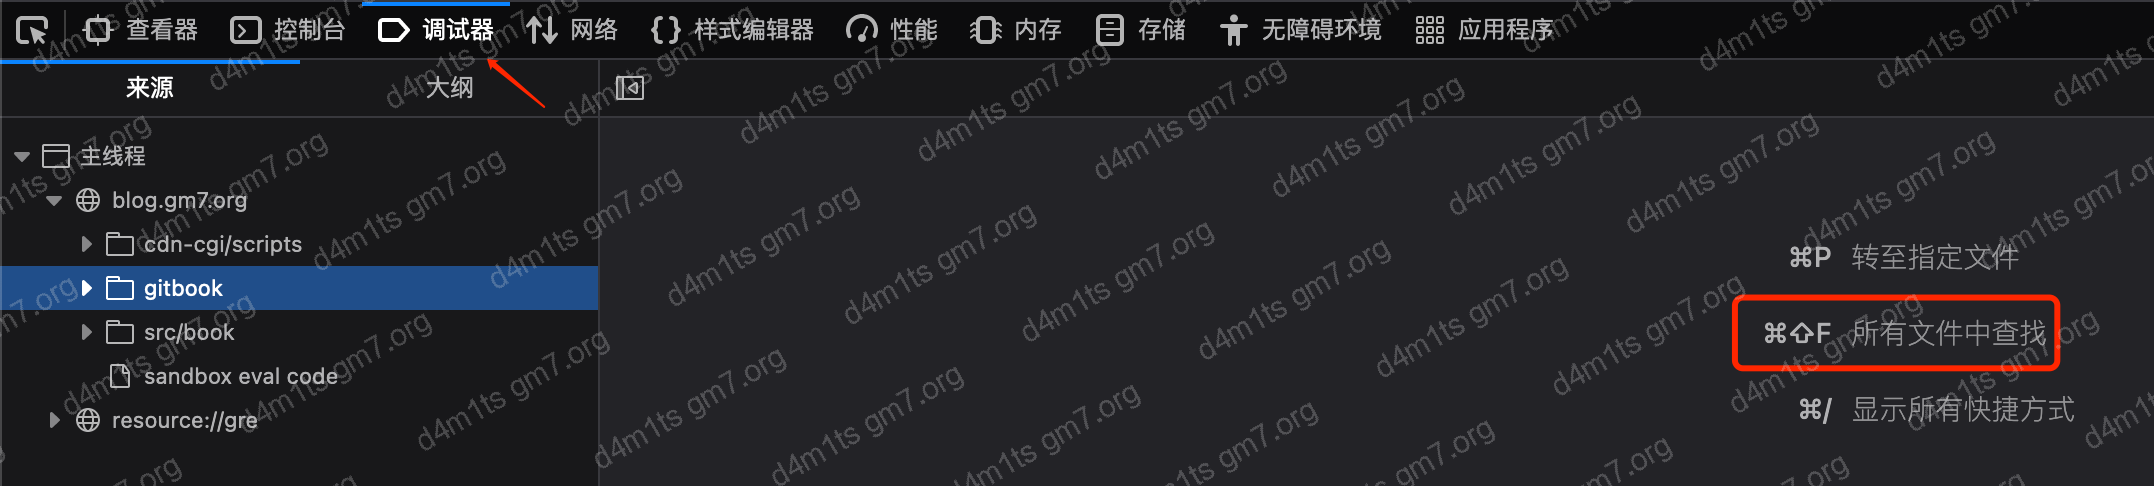 查看器 控制台 调试器 网络 样式编辑器 性能 内存 存储 无障碍环境 应用程序
来源 大纲
主线程
blog.gm7.org
cdn-cgi/scripts
gitbook
src/book
sandbox eval code
resource://gre
⌘P 转至指定文件
⌘⇧F 所有文件中查找
⌘/ 显示所有快捷方式
d4m1ts gm7.org